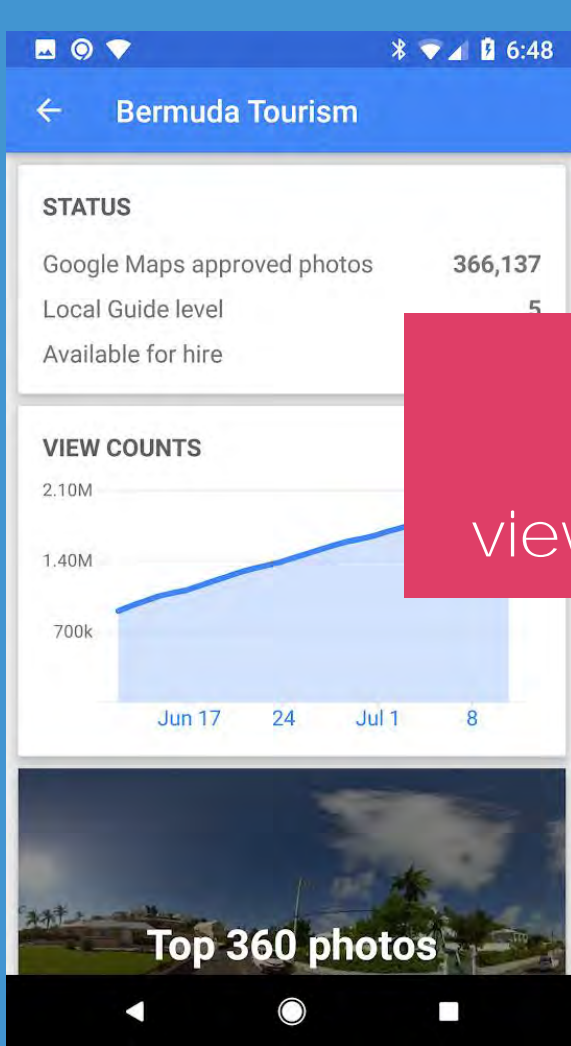 6:48
Bermuda Tourism
STATUS
Google Maps approved photos 366,137
Local Guide level 5
Available for hire
VIEW COUNTS
2.10M
1.40M
700k
Jun 17 24 Jul 1 8
Top 360 photos